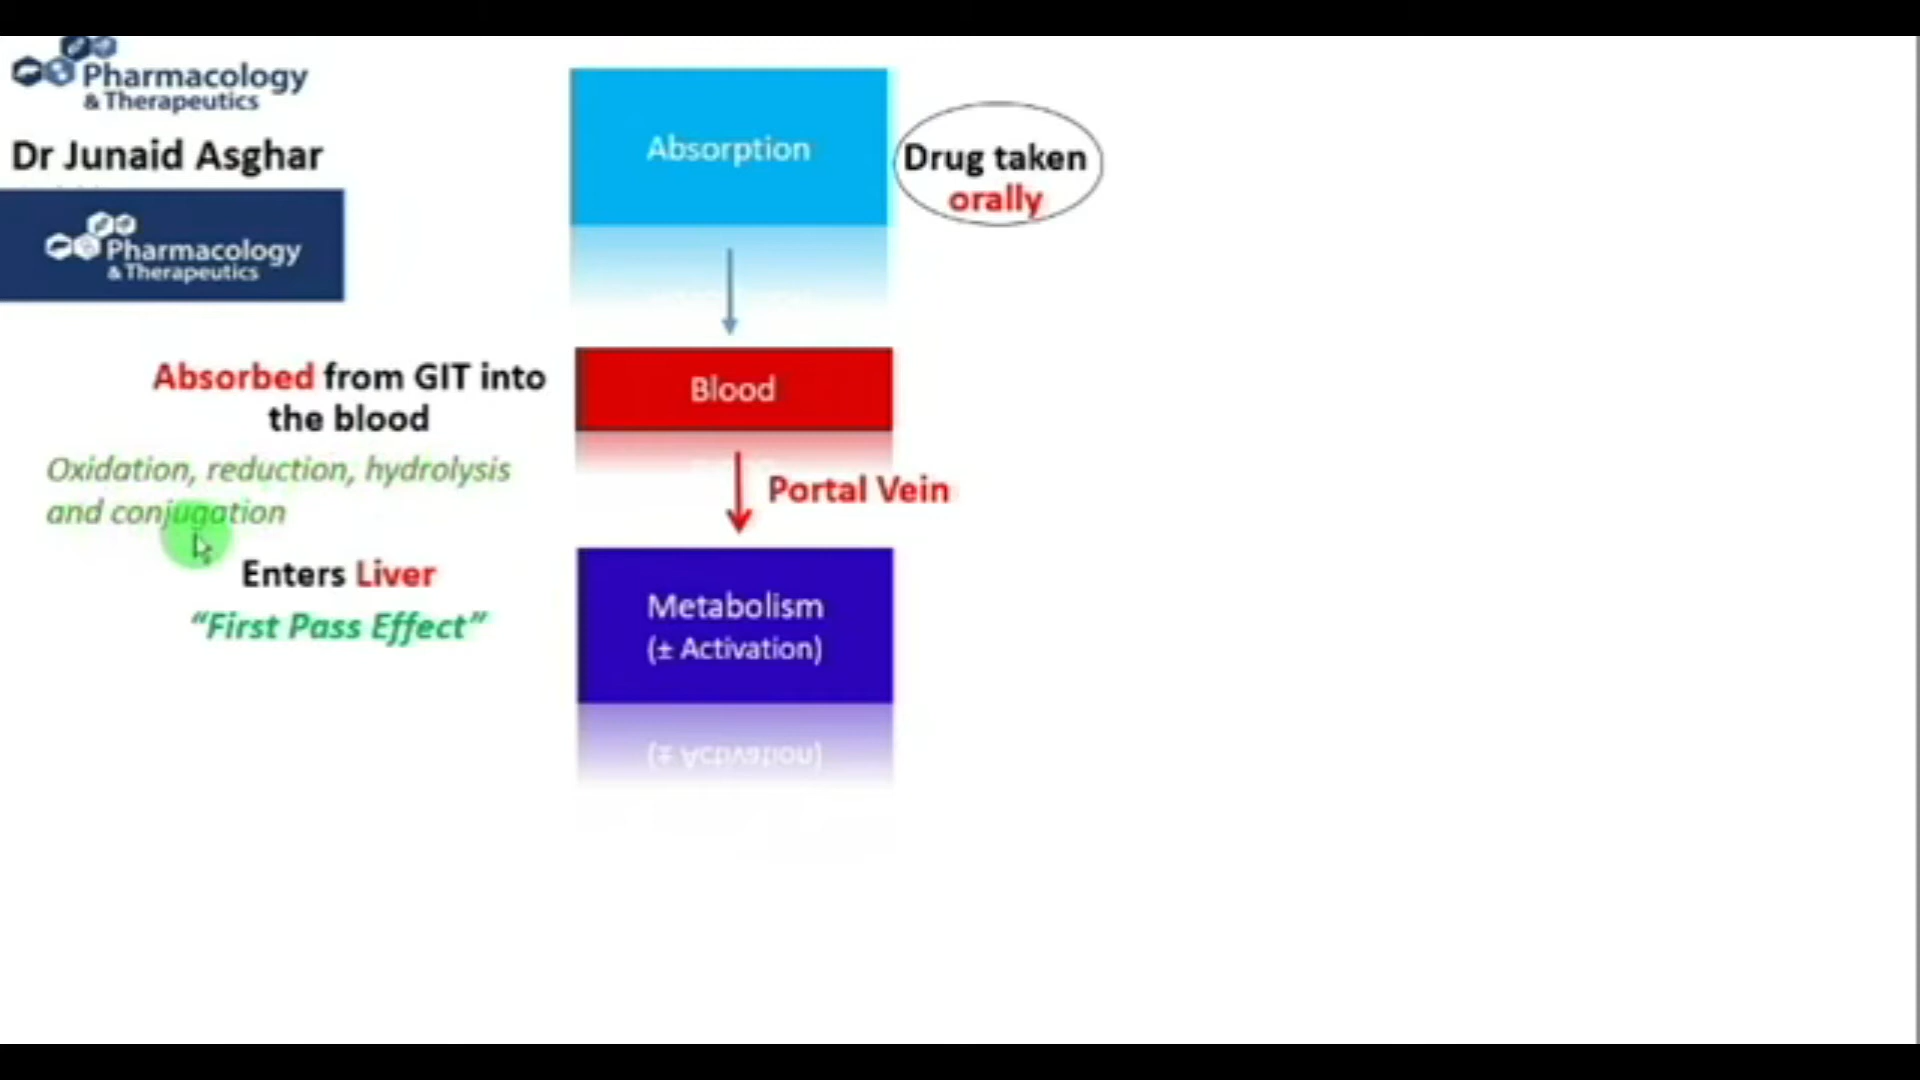 Pharmacology
& Therapeutics
Dr Junaid Asghar
Pharmacology
& Therapeutics
Absorption
Drug taken
orally
Absorbed from GIT into
the blood
Blood
Oxidation, reduction, hydrolysis
and conjugation
Portal Vein
Enters Liver
“First Pass Effect”
Metabolism
(± Activation)
(± Activation)